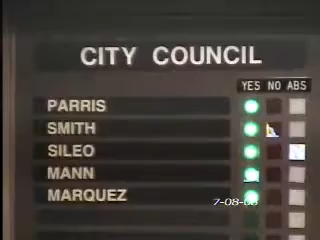 CITY COUNCIL
YES NO ABS
PARRIS
SMITH
SILEO
MANN
MARQUEZ